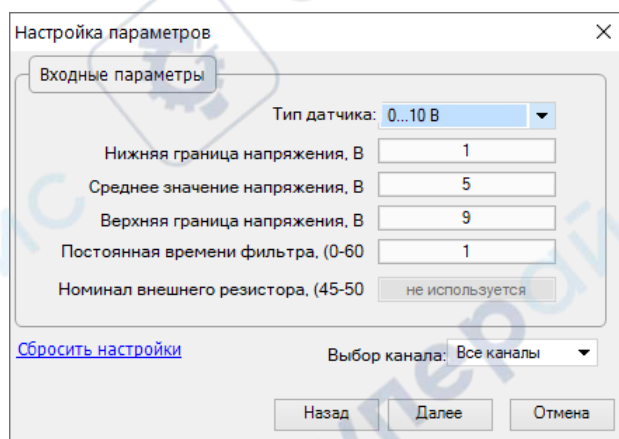 Настройка параметров
Входные параметры
Тип датчика: 0...10 В
Нижняя граница напряжения, В 1
Среднее значение напряжения, В 5
Верхняя граница напряжения, В 9
Постоянная времени фильтра, (0-60 1
Номинал внешнего резистора, (45-50 не используется
Сбросить настройки
Выбор канала: Все каналы
Назад Далее Отмена